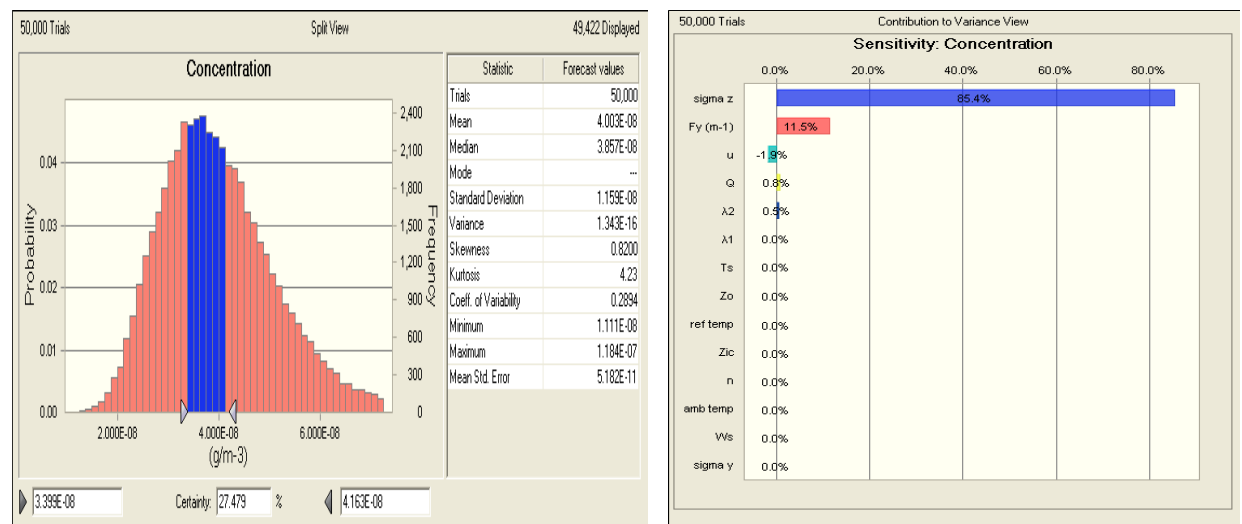 50,000 Trials Split View 49,422 Displayed
Concentration
Statistic Forecast values
Trials 50,000
Mean 4.003E-08
Median 3.857E-08
Mode ---
Standard Deviation 1.159E-08
Variance 1.343E-16
Skewness 0.8200
Kurtosis 4.23
Coeff. of Variability 0.2894
Minimum 1.111E-08
Maximum 1.184E-07
Mean Std. Error 5.182E-11
Probability
0.04
0.03
0.02
0.01
0.00
2,400
2,100
1,800
1,500
1,200
900
600
300
0
Frequency
2.000E-08 4.000E-08 6.000E-08
(g/m-3)
3.399E-08 Certainty: 27.479 % 4.163E-08
50,000 Trials Contribution to Variance View
Sensitivity: Concentration
0.0% 20.0% 40.0% 60.0% 80.0%
sigma z 85.4%
Fy (m-1) 11.5%
u -1.9%
Q 0.8%
λ2 0.5%
λ1 0.0%
Ts 0.0%
Zo 0.0%
ref temp 0.0%
Zic 0.0%
n 0.0%
amb temp 0.0%
Ws 0.0%
sigma y 0.0%